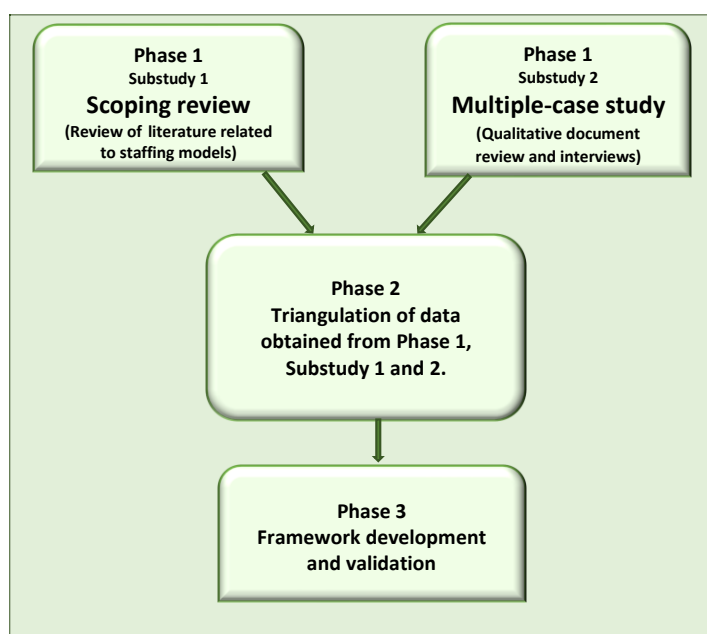 Phase 1
Substudy 1
Scoping review
(Review of literature related
to staffing models)
Phase 1
Substudy 2
Multiple-case study
(Qualitative document
review and interviews)
Phase 2
Triangulation of data
obtained from Phase 1,
Substudy 1 and 2.
Phase 3
Framework development
and validation